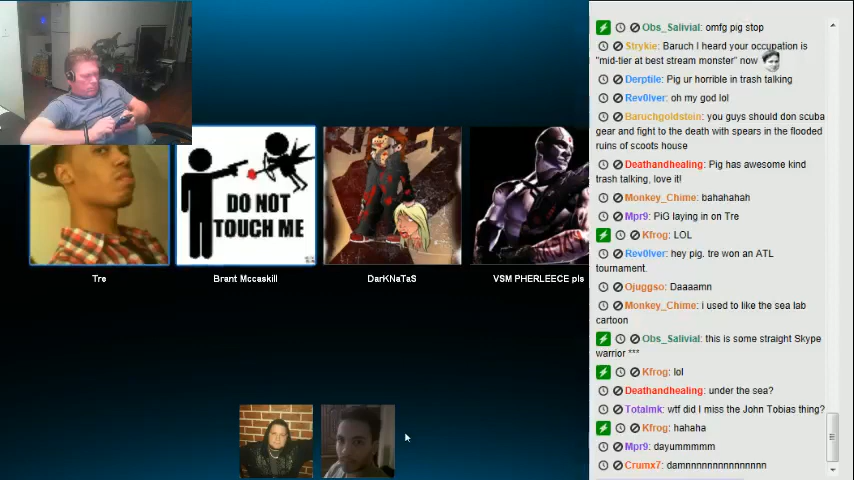 Obs_Salivial: omfg pig stop
Strykie: Baruch I heard your occupation is
"mid-tier at best stream monster" now
Derptile: Pig ur horrible in trash talking
Rev0lver: oh my god lol
Baruchgoldstein: you guys should don scuba
gear and fight to the death with spears in the flooded
ruins of scoots house
Deathandhealing: Pig has awesome kind
trash talking, love it!
Monkey_Chime: bahahahah
Mpr9: PiG laying in on Tre
Kfrog: LOL
Rev0lver: hey pig. tre won an ATL
tournament.
Ojuggso: Daaaamn
Monkey_Chime: i used to like the sea lab
cartoon
Obs_Salivial: this is some straight Skype
warrior ***
Kfrog: lol
Deathandhealing: under the sea?
Totalmk: wtf did I miss the John Tobias thing?
Kfrog: hahaha
Mpr9: dayummmm
Crumx7: damnnnnnnnnnnnnnn
DO NOT
TOUCH ME
Tre
Brant Mccaskill
DarKNaTaS
VSM PHERLEECE pls